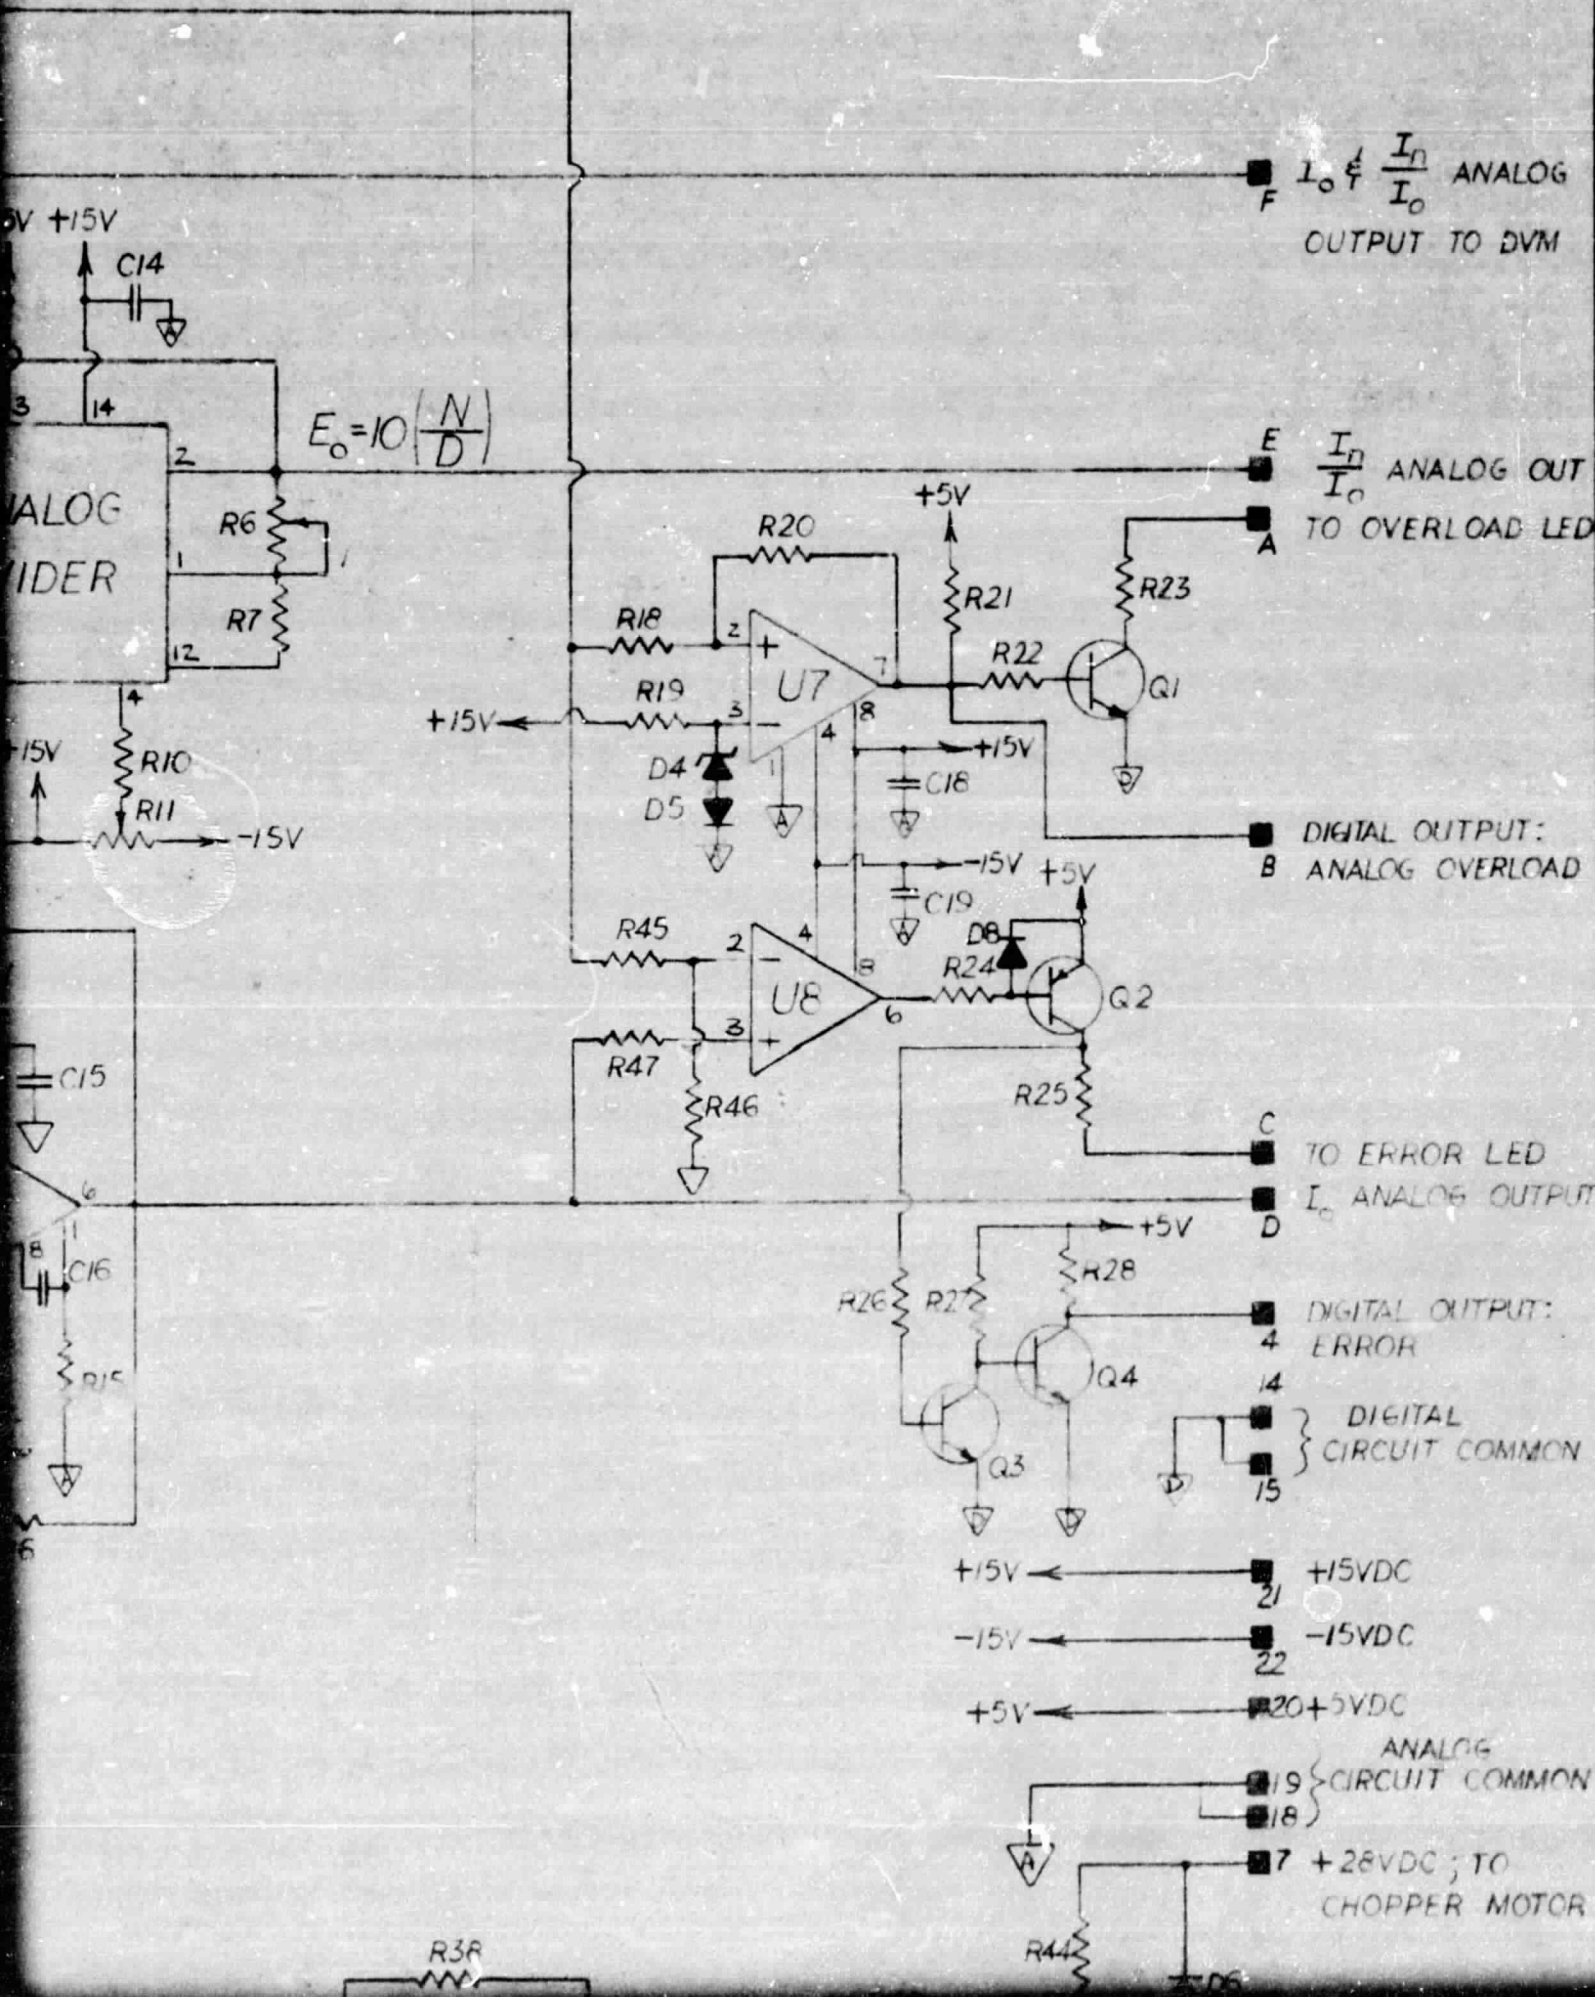 I₀ & Iₙ/I₀ ANALOG
F
OUTPUT TO DVM
+15V
C14
A
3
14
E₀=10(N/D)
2
E
Iₙ/I₀ ANALOG OUT
A
TO OVERLOAD LED
ALOG
IDER
R6
1
R7
12
4
+5V
R20
R21
R23
R18
2
+
U7
7
R22
Q1
+15V
R19
3
−
8
4
+15V
D4
D5
1
A
C18
A
D
+15V
R10
R11
-15V
DIGITAL OUTPUT:
B
ANALOG OVERLOAD
-15V
+5V
C19
A
R45
2
4
−
8
D8
R24
U8
6
Q2
3
+
R47
R46
R25
C15
C
TO ERROR LED
I₀ ANALOG OUTPUT
D
6
1
8
C16
+5V
R28
R26
R27
DIGITAL OUTPUT:
4
ERROR
Q4
R15
14
DIGITAL
CIRCUIT COMMON
15
Q3
A
D
D
D
6
+15V
+15VDC
21
-15V
-15VDC
22
+5V
20
+5VDC
ANALOG
19
CIRCUIT COMMON
18
A
7
+28VDC ; TO
CHOPPER MOTOR
R44
D6
R38